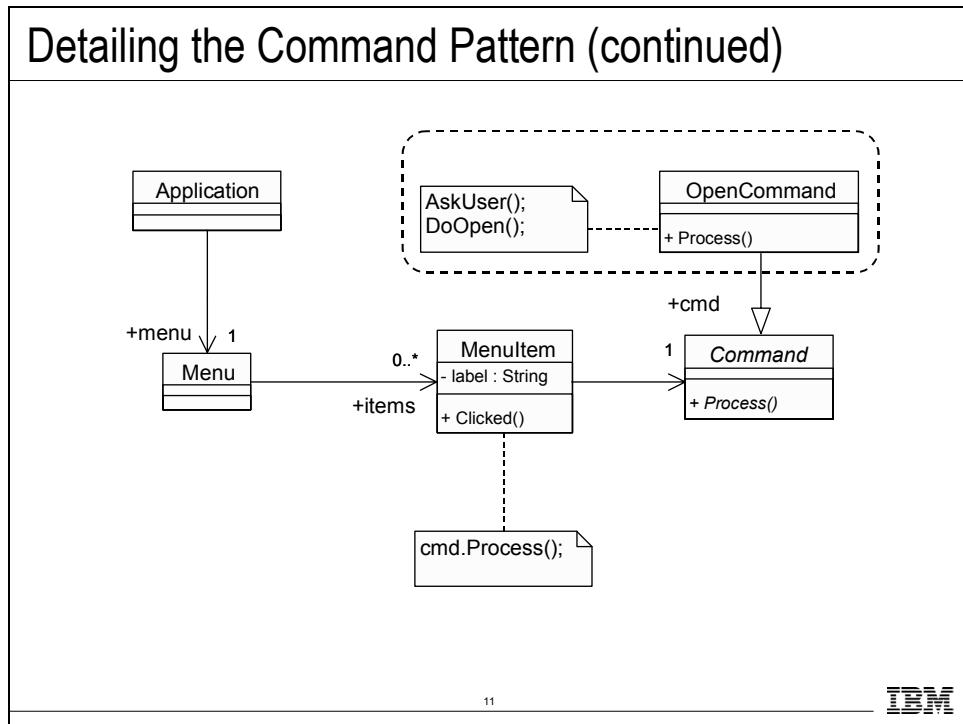 Detailing the Command Pattern (continued)
Application
AskUser();
DoOpen();
OpenCommand
+ Process()
+cmd
+menu
1
Menu
0..*
+items
MenuItem
- label : String
+ Clicked()
1
Command
+ Process()
cmd.Process();
11
IBM